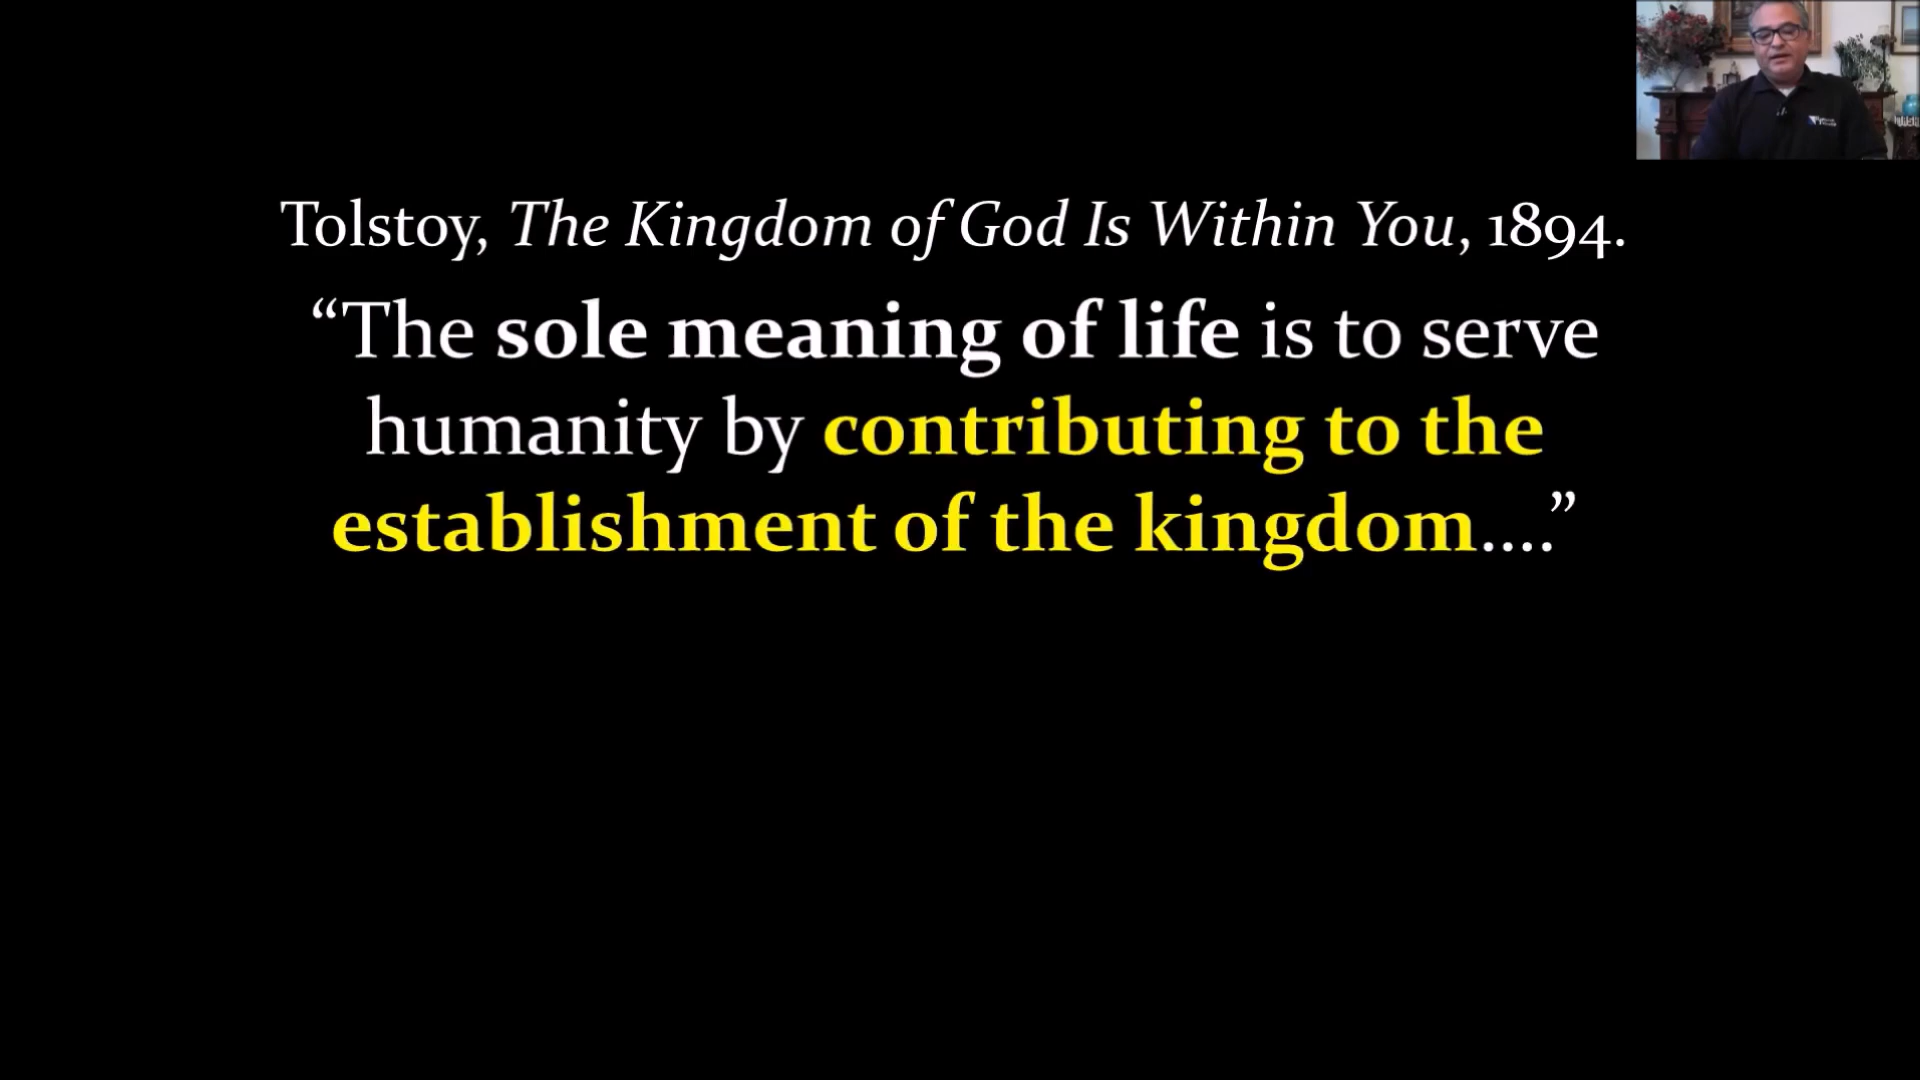 Tolstoy, The Kingdom of God Is Within You, 1894.
“The sole meaning of life is to serve
humanity by contributing to the
establishment of the kingdom....”